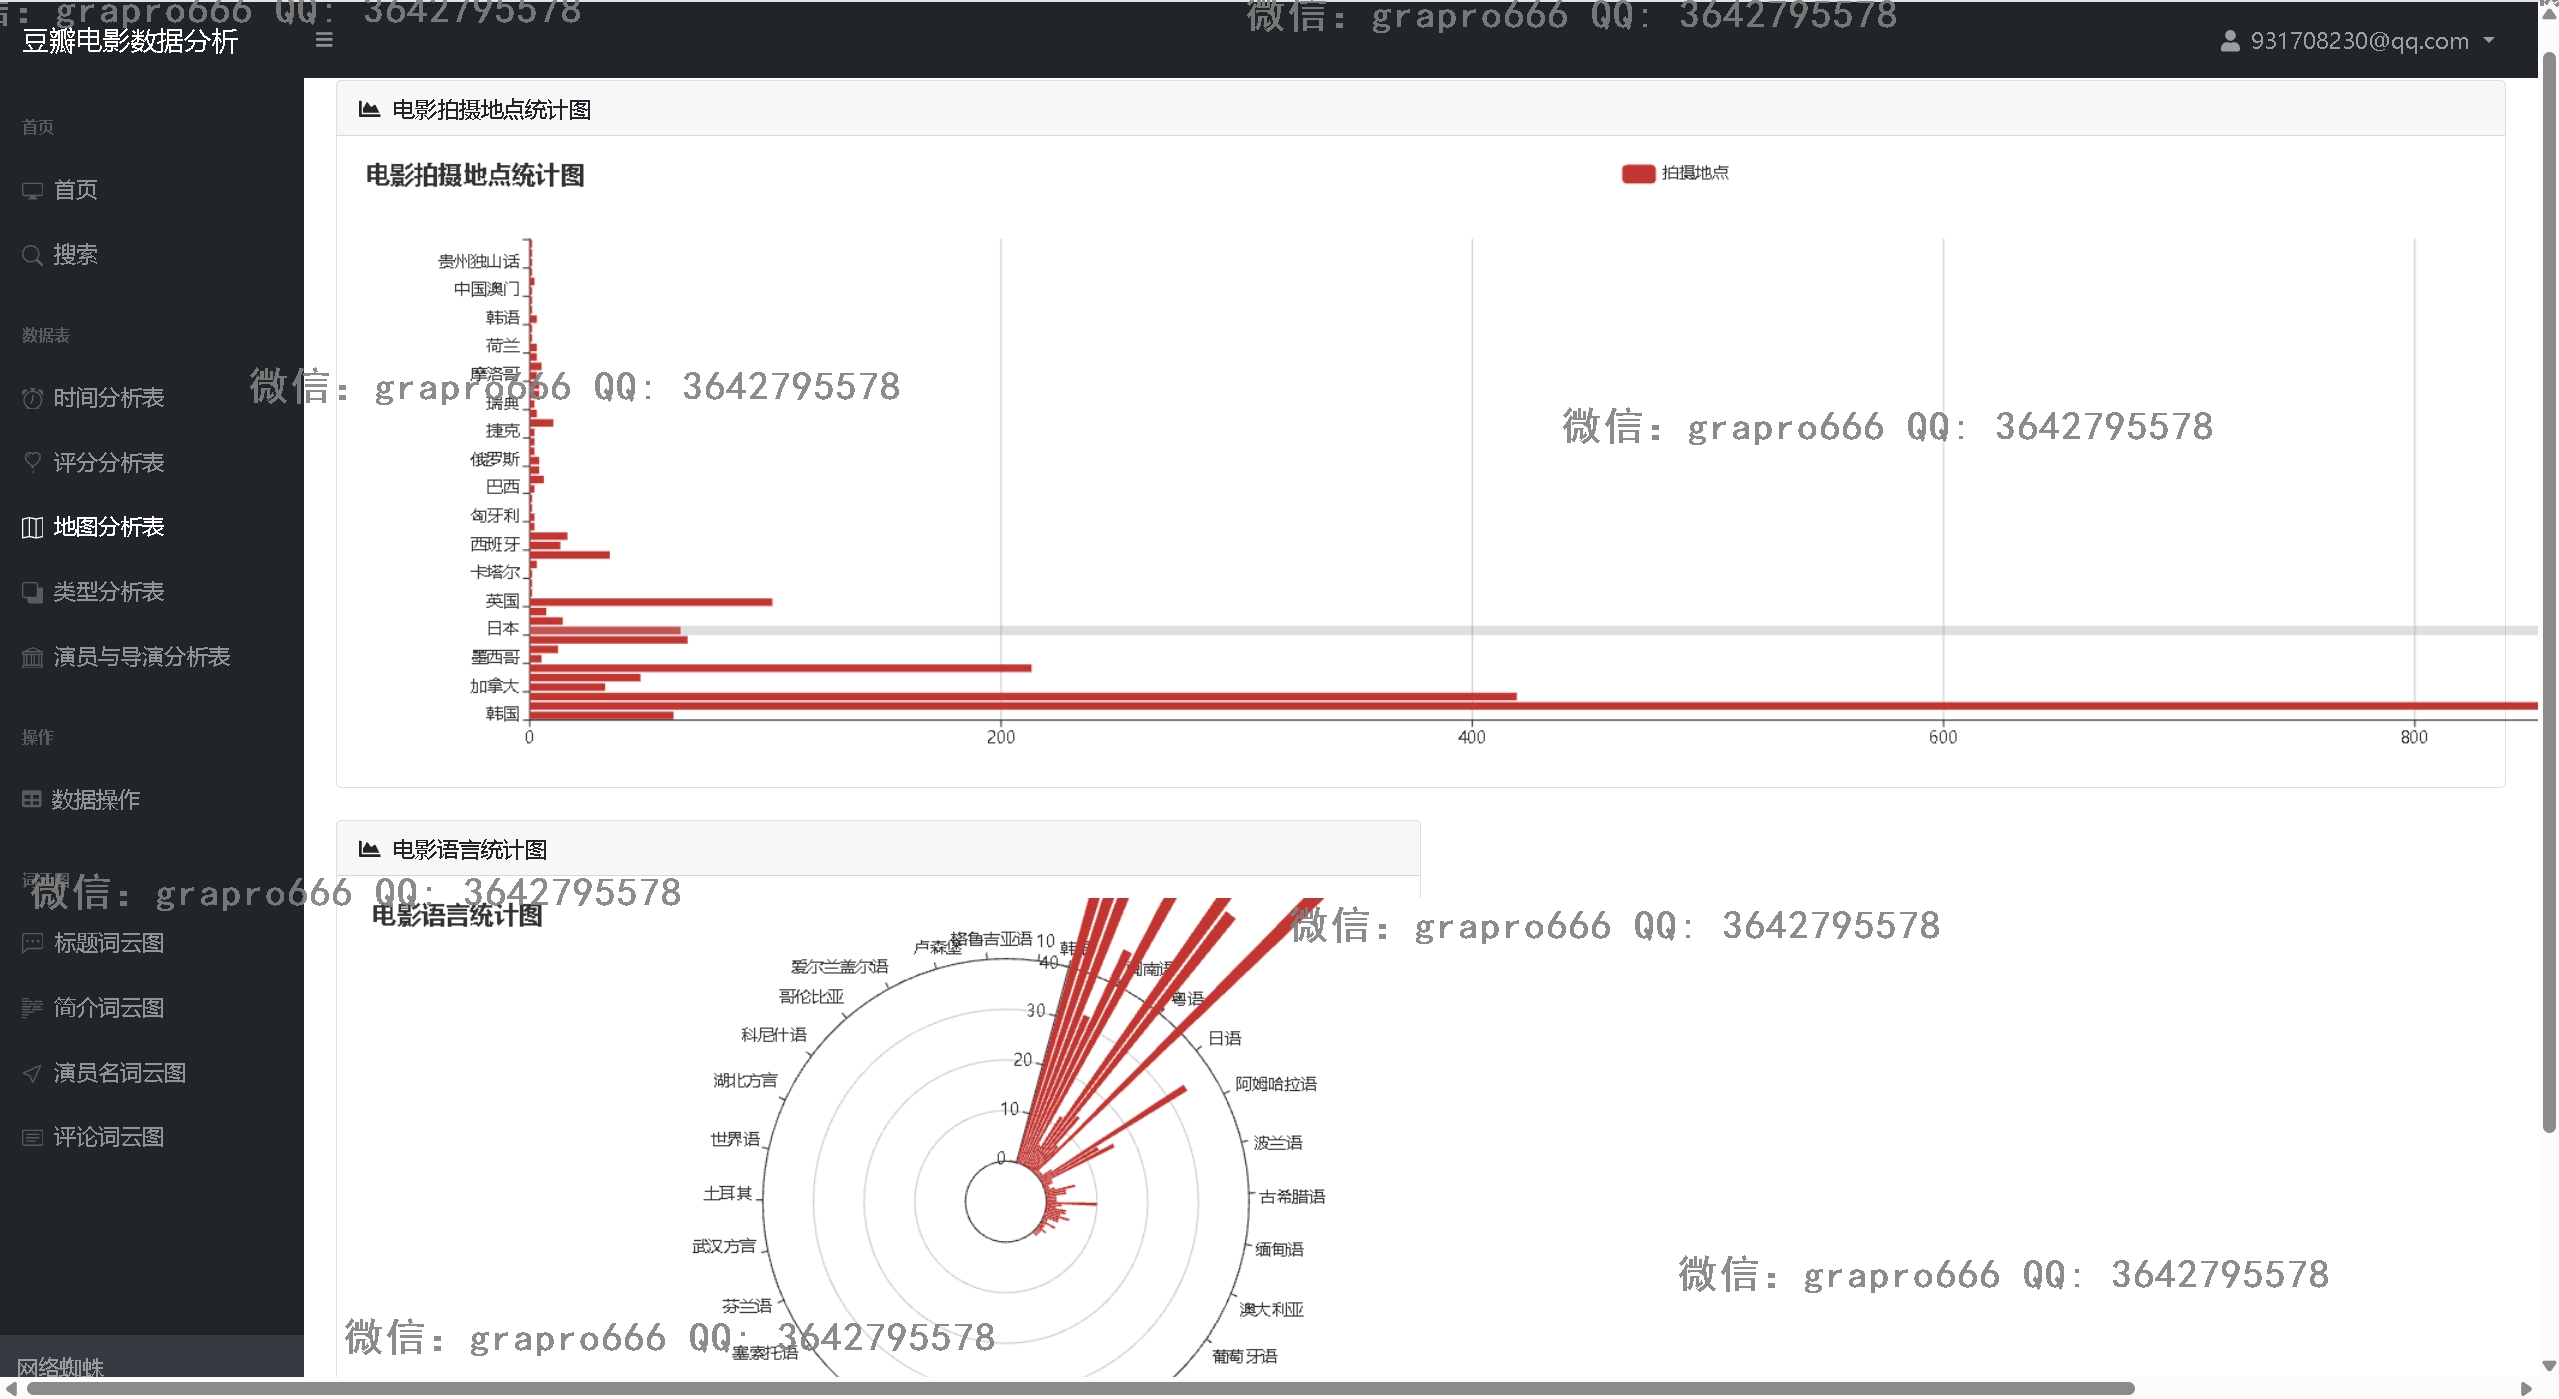 微信: grapro666 QQ: 3642795578
微信: grapro666 QQ: 3642795578
豆瓣电影数据分析
931708230@qq.com
首页
首页
搜索
数据表
时间分析表
评分分析表
地图分析表
类型分析表
演员与导演分析表
操作
数据操作
标题词云图
简介词云图
演员名词云图
评论词云图
网络蜘蛛
电影拍摄地点统计图
电影拍摄地点统计图
拍摄地点
贵州独山话
中国澳门
韩语
荷兰
摩洛哥
微信: grapro666 QQ: 3642795578
瑞典
微信: grapro666 QQ: 3642795578
捷克
俄罗斯
巴西
匈牙利
西班牙
卡塔尔
英国
日本
墨西哥
加拿大
韩国
0 200 400 600 800
电影语言统计图
微信: grapro666 QQ: 3642795578
电影语言统计图
微信: grapro666 QQ: 3642795578
格鲁吉亚语
10
卢森堡
40
闽南语
爱尔兰盖尔语
哥伦比亚
粤语
30
科尼什语
日语
20
湖北方言
阿姆哈拉语
10
世界语
波兰语
0
土耳其
古希腊语
武汉方言
缅甸语
微信: grapro666 QQ: 3642795578
芬兰语
澳大利亚
微信: grapro666 QQ: 3642795578
塞索托语
葡萄牙语